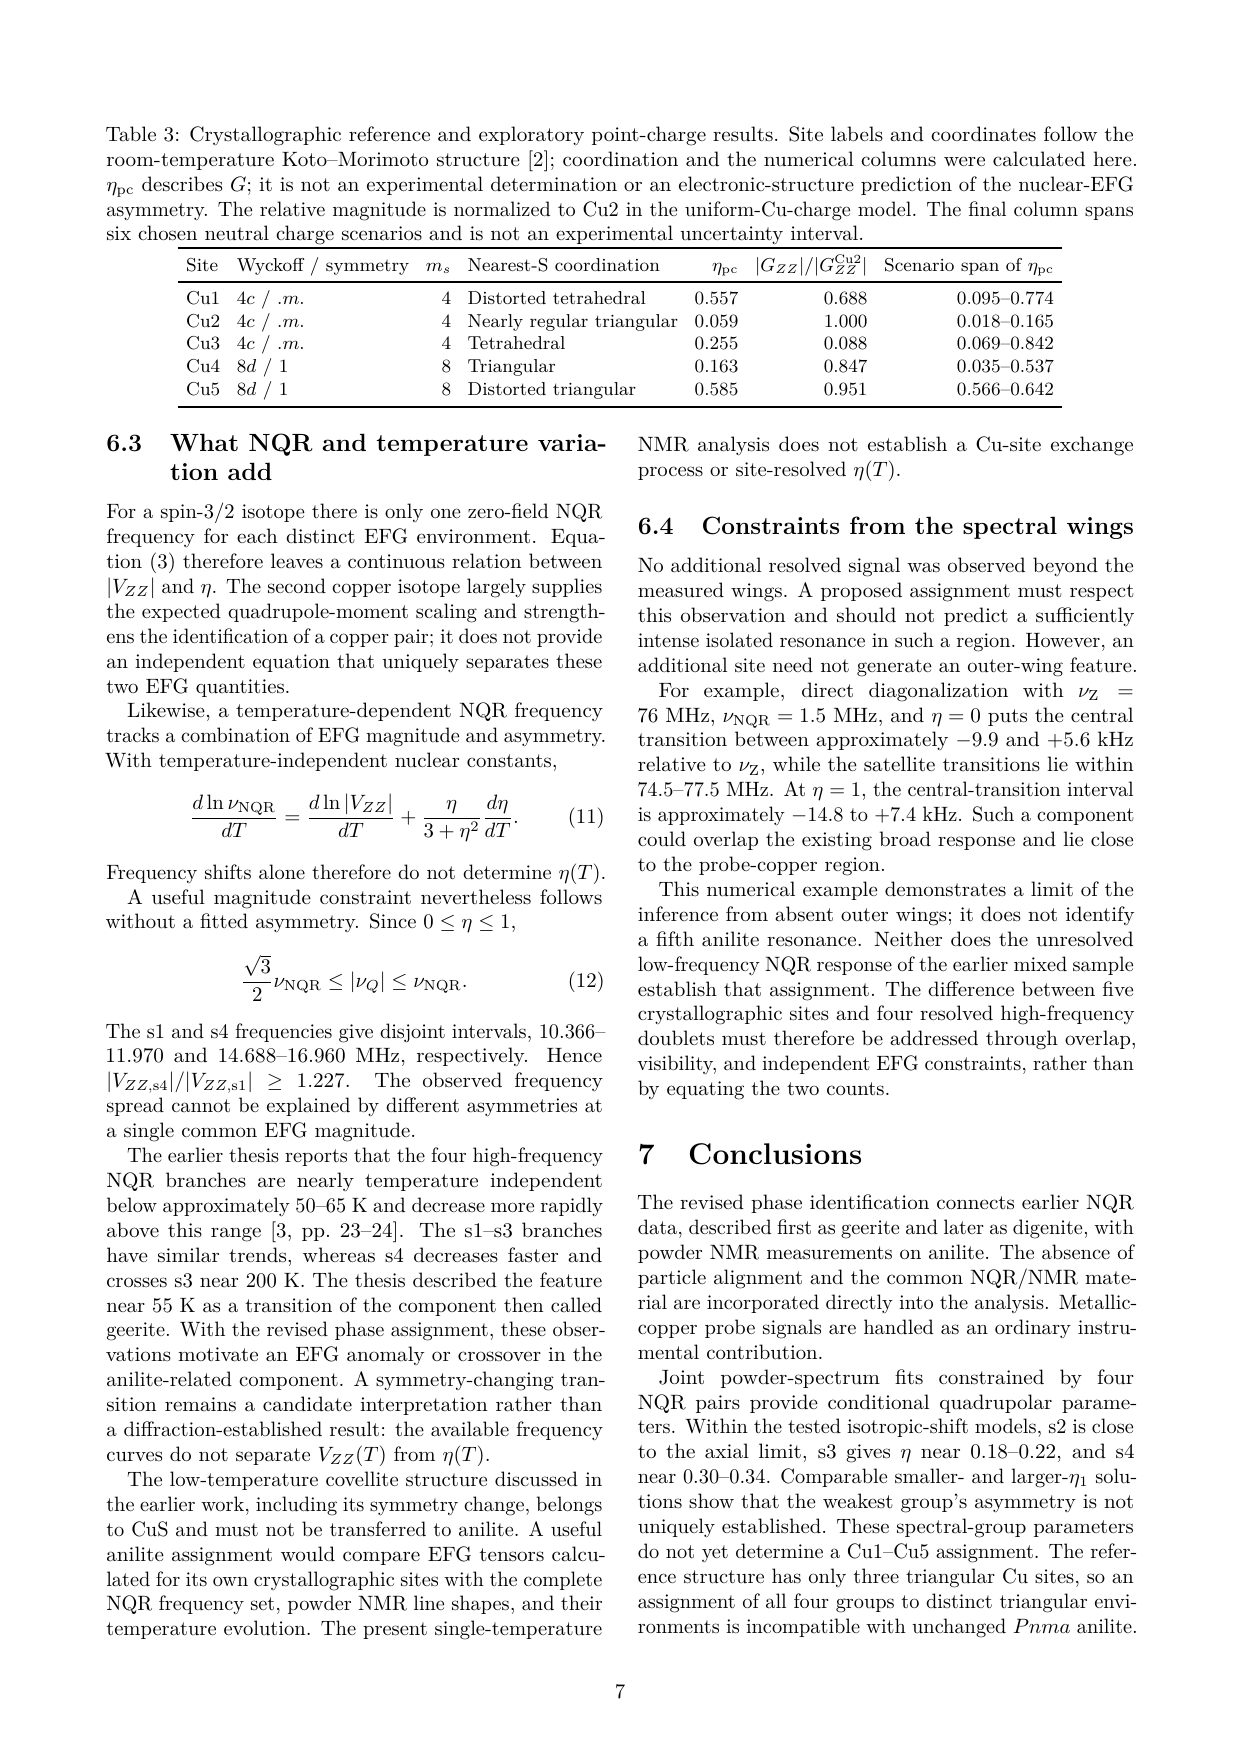 Table 3: Crystallographic reference and exploratory point-charge results. Site labels and coordinates follow the
room-temperature Koto–Morimoto structure [2]; coordination and the numerical columns were calculated here.
η_pc describes G; it is not an experimental determination or an electronic-structure prediction of the nuclear-EFG
asymmetry. The relative magnitude is normalized to Cu2 in the uniform-Cu-charge model. The final column spans
six chosen neutral charge scenarios and is not an experimental uncertainty interval.
Site Wyckoff / symmetry m_s Nearest-S coordination η_pc |G_ZZ|/|G_ZZ^Cu2| Scenario span of η_pc
Cu1 4c / .m. 4 Distorted tetrahedral 0.557 0.688 0.095–0.774
Cu2 4c / .m. 4 Nearly regular triangular 0.059 1.000 0.018–0.165
Cu3 4c / .m. 4 Tetrahedral 0.255 0.088 0.069–0.842
Cu4 8d / 1 8 Triangular 0.163 0.847 0.035–0.537
Cu5 8d / 1 8 Distorted triangular 0.585 0.951 0.566–0.642
6.3 What NQR and temperature varia-
tion add
For a spin-3/2 isotope there is only one zero-field NQR
frequency for each distinct EFG environment. Equa-
tion (3) therefore leaves a continuous relation between
|V_ZZ| and η. The second copper isotope largely supplies
the expected quadrupole-moment scaling and strength-
ens the identification of a copper pair; it does not provide
an independent equation that uniquely separates these
two EFG quantities.
Likewise, a temperature-dependent NQR frequency
tracks a combination of EFG magnitude and asymmetry.
With temperature-independent nuclear constants,
d ln ν_NQR / dT = d ln |V_ZZ| / dT + η / (3 + η²) dη / dT. (11)
Frequency shifts alone therefore do not determine η(T).
A useful magnitude constraint nevertheless follows
without a fitted asymmetry. Since 0 ≤ η ≤ 1,
√3 / 2 ν_NQR ≤ |ν_Q| ≤ ν_NQR. (12)
The s1 and s4 frequencies give disjoint intervals, 10.366–
11.970 and 14.688–16.960 MHz, respectively. Hence
|V_ZZ,s4|/|V_ZZ,s1| ≥ 1.227. The observed frequency
spread cannot be explained by different asymmetries at
a single common EFG magnitude.
The earlier thesis reports that the four high-frequency
NQR branches are nearly temperature independent
below approximately 50–65 K and decrease more rapidly
above this range [3, pp. 23–24]. The s1–s3 branches
have similar trends, whereas s4 decreases faster and
crosses s3 near 200 K. The thesis described the feature
near 55 K as a transition of the component then called
geerite. With the revised phase assignment, these obser-
vations motivate an EFG anomaly or crossover in the
anilite-related component. A symmetry-changing tran-
sition remains a candidate interpretation rather than
a diffraction-established result: the available frequency
curves do not separate V_ZZ(T) from η(T).
The low-temperature covellite structure discussed in
the earlier work, including its symmetry change, belongs
to CuS and must not be transferred to anilite. A useful
anilite assignment would compare EFG tensors calcu-
lated for its own crystallographic sites with the complete
NQR frequency set, powder NMR line shapes, and their
temperature evolution. The present single-temperature
NMR analysis does not establish a Cu-site exchange
process or site-resolved η(T).
6.4 Constraints from the spectral wings
No additional resolved signal was observed beyond the
measured wings. A proposed assignment must respect
this observation and should not predict a sufficiently
intense isolated resonance in such a region. However, an
additional site need not generate an outer-wing feature.
For example, direct diagonalization with ν_Z =
76 MHz, ν_NQR = 1.5 MHz, and η = 0 puts the central
transition between approximately −9.9 and +5.6 kHz
relative to ν_Z, while the satellite transitions lie within
74.5–77.5 MHz. At η = 1, the central-transition interval
is approximately −14.8 to +7.4 kHz. Such a component
could overlap the existing broad response and lie close
to the probe-copper region.
This numerical example demonstrates a limit of the
inference from absent outer wings; it does not identify
a fifth anilite resonance. Neither does the unresolved
low-frequency NQR response of the earlier mixed sample
establish that assignment. The difference between five
crystallographic sites and four resolved high-frequency
doublets must therefore be addressed through overlap,
visibility, and independent EFG constraints, rather than
by equating the two counts.
7 Conclusions
The revised phase identification connects earlier NQR
data, described first as geerite and later as digenite, with
powder NMR measurements on anilite. The absence of
particle alignment and the common NQR/NMR mate-
rial are incorporated directly into the analysis. Metallic-
copper probe signals are handled as an ordinary instru-
mental contribution.
Joint powder-spectrum fits constrained by four
NQR pairs provide conditional quadrupolar parame-
ters. Within the tested isotropic-shift models, s2 is close
to the axial limit, s3 gives η near 0.18–0.22, and s4
near 0.30–0.34. Comparable smaller- and larger-η₁ solu-
tions show that the weakest group's asymmetry is not
uniquely established. These spectral-group parameters
do not yet determine a Cu1–Cu5 assignment. The refer-
ence structure has only three triangular Cu sites, so an
assignment of all four groups to distinct triangular envi-
ronments is incompatible with unchanged Pnma anilite.
7